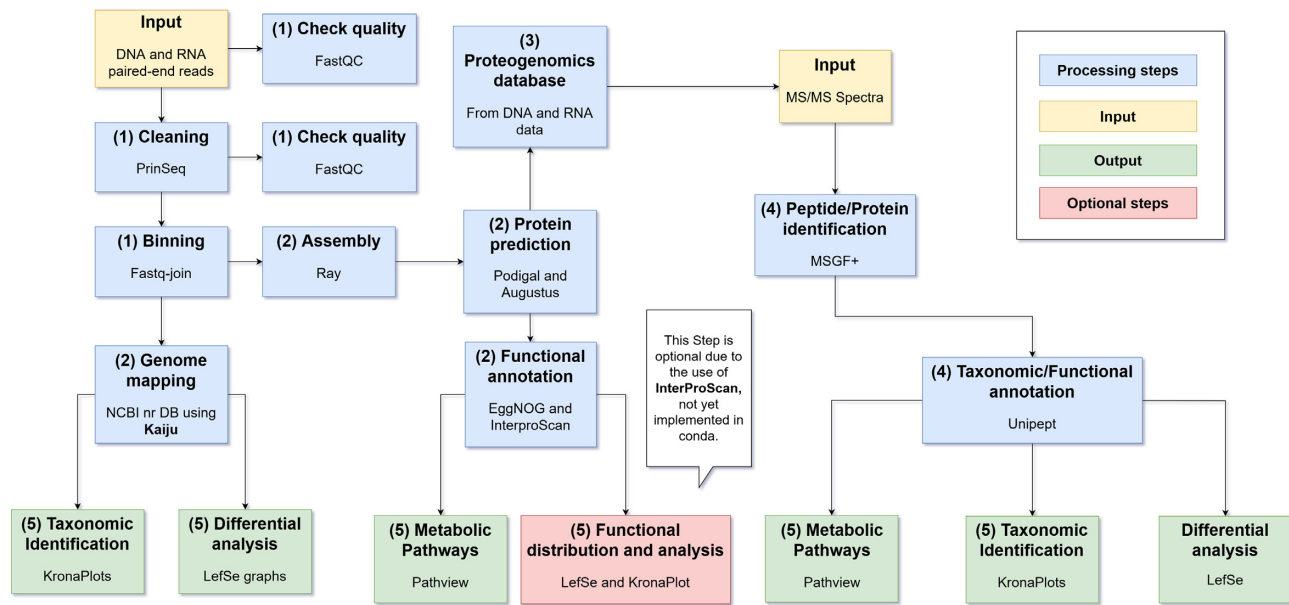 Input
DNA and RNA
paired-end reads
(1) Check quality
FastQC
(1) Cleaning
PrinSeq
(1) Check quality
FastQC
(1) Binning
Fastq-join
(2) Assembly
Ray
(2) Genome
mapping
NCBI nr DB using
Kaiju
(5) Taxonomic
Identification
KronaPlots
(5) Differential
analysis
LefSe graphs
(3)
Proteogenomics
database
From DNA and RNA
data
(2) Protein
prediction
Podigal and
Augustus
(2) Functional
annotation
EggNOG and
InterproScan
(5) Metabolic
Pathways
Pathview
(5) Functional
distribution and analysis
LefSe and KronaPlot
This Step is
optional due to
the use of
InterProScan,
not yet
implemented in
conda.
Input
MS/MS Spectra
(4) Peptide/Protein
identification
MSGF+
(4) Taxonomic/Functional
annotation
Unipept
(5) Metabolic
Pathways
Pathview
(5) Taxonomic
Identification
KronaPlots
Differential
analysis
LefSe
Processing steps
Input
Output
Optional steps